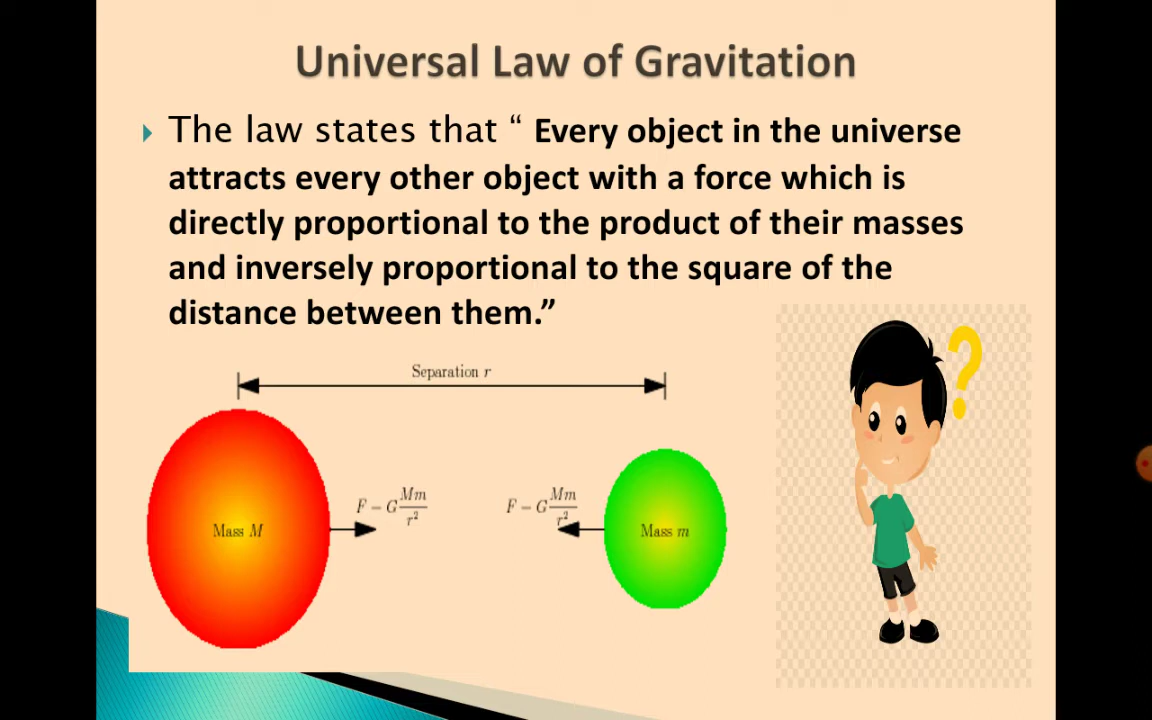 Universal Law of Gravitation
The law states that “ Every object in the universe
attracts every other object with a force which is
directly proportional to the product of their masses
and inversely proportional to the square of the
distance between them.”
?
Separation r
F = G Mm/r²
F = G Mm/r²
Mass M
Mass m